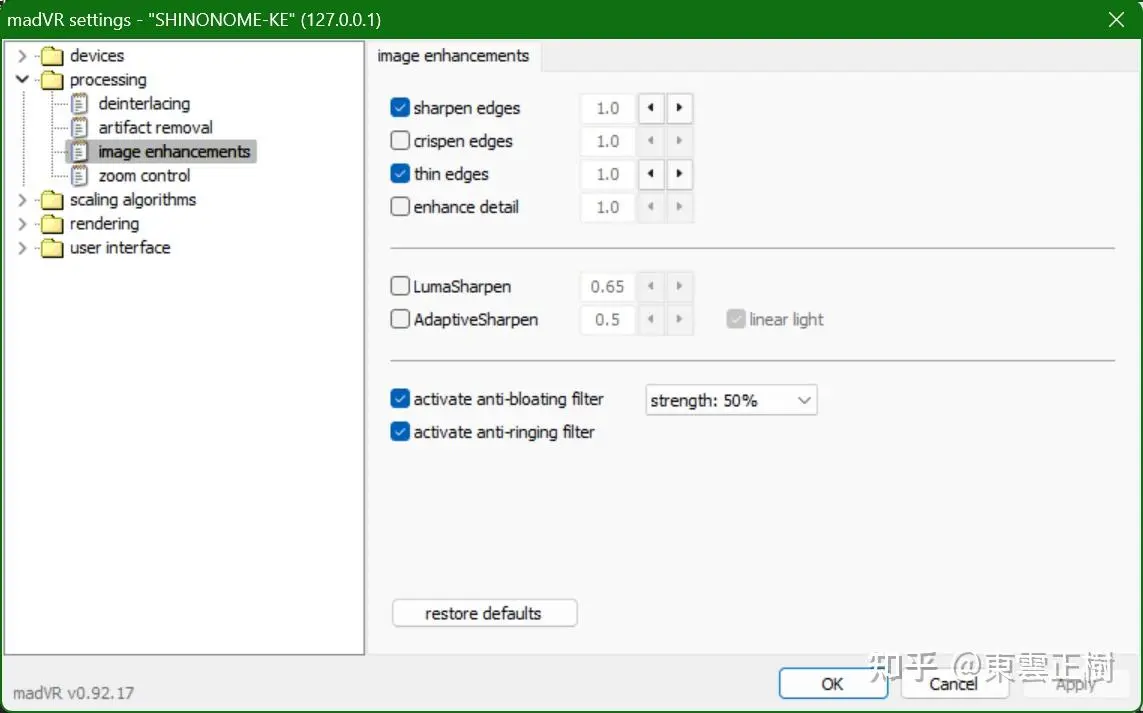 madVR settings - "SHINONOME-KE" (127.0.0.1)
devices
processing
deinterlacing
artifact removal
image enhancements
zoom control
scaling algorithms
rendering
user interface
image enhancements
sharpen edges 1.0
crispen edges 1.0
thin edges 1.0
enhance detail 1.0
LumaSharpen 0.65
AdaptiveSharpen 0.5 linear light
activate anti-bloating filter strength: 50%
activate anti-ringing filter
restore defaults
知乎 @東雲正樹
madVR v0.92.17
OK Cancel Apply